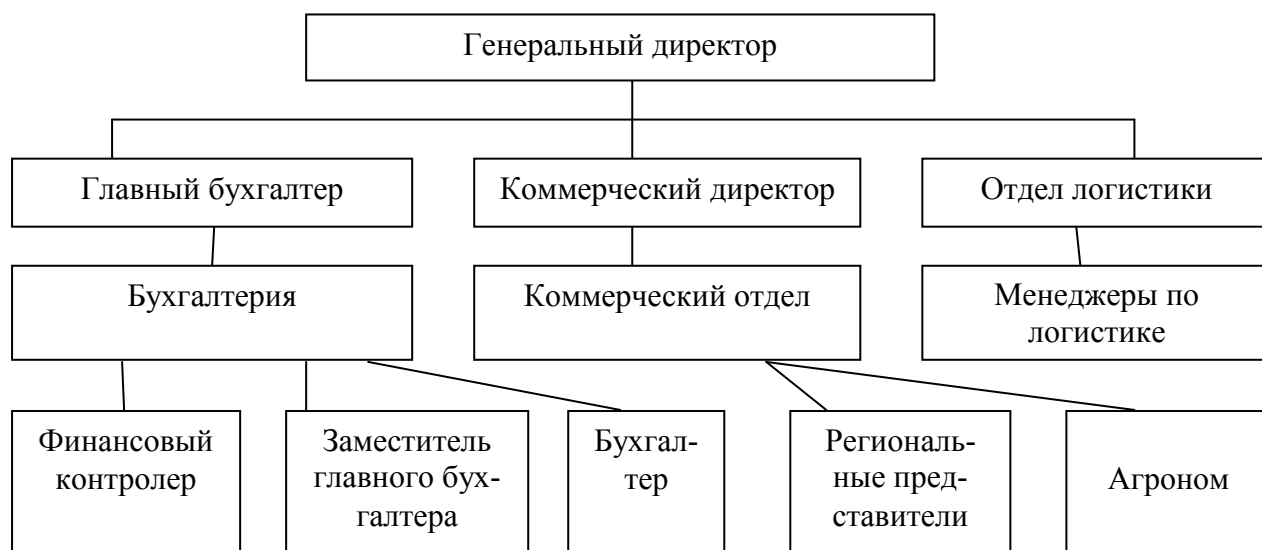 Генеральный директор
Главный бухгалтер
Коммерческий директор
Отдел логистики
Бухгалтерия
Коммерческий отдел
Менеджеры по
логистике
Финансовый
контролер
Заместитель
главного бух-
галтера
Бухгал-
тер
Региональ-
ные пред-
ставители
Агроном